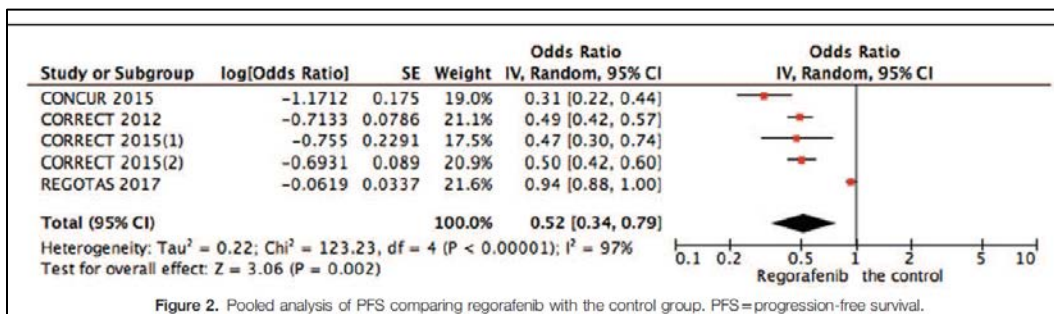 Odds Ratio Odds Ratio
Study or Subgroup log[Odds Ratio] SE Weight IV, Random, 95% CI IV, Random, 95% CI
CONCUR 2015 -1.1712 0.175 19.0% 0.31 [0.22, 0.44]
CORRECT 2012 -0.7133 0.0786 21.1% 0.49 [0.42, 0.57]
CORRECT 2015(1) -0.755 0.2291 17.5% 0.47 [0.30, 0.74]
CORRECT 2015(2) -0.6931 0.089 20.9% 0.50 [0.42, 0.60]
REGOTAS 2017 -0.0619 0.0337 21.6% 0.94 [0.88, 1.00]
Total (95% CI) 100.0% 0.52 [0.34, 0.79]
Heterogeneity: Tau² = 0.22; Chi² = 123.23, df = 4 (P < 0.00001); I² = 97%
Test for overall effect: Z = 3.06 (P = 0.002)
0.1 0.2 0.5 1 2 5 10
Regorafenib the control
Figure 2. Pooled analysis of PFS comparing regorafenib with the control group. PFS=progression-free survival.